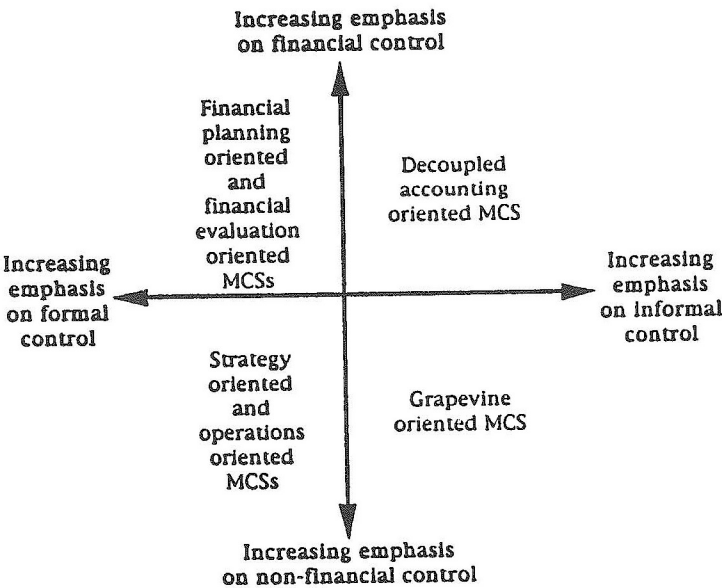 Increasing emphasis
on financial control
Financial
planning
oriented
and
financial
evaluation
oriented
MCSs
Decoupled
accounting
oriented MCS
Increasing
emphasis
on formal
control
Increasing
emphasis
on informal
control
Strategy
oriented
and
operations
oriented
MCSs
Grapevine
oriented MCS
Increasing emphasis
on non-financial control